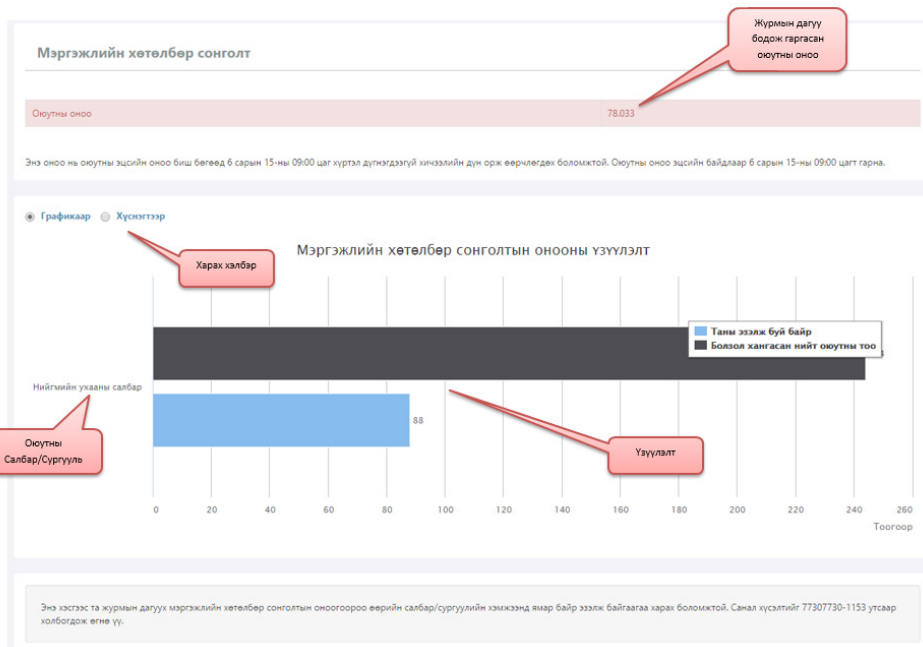 Журмын дагуу
бодож гаргасан
оюутны оноо
Мэргэжлийн хөтөлбөр сонголт
Оюутны оноо 78.033
Энэ оноо нь оюутны эцсийн оноо биш бөгөөд 6 сарын 15-ны 09:00 цаг хүртэл дүгнэгдээгүй хичээлийн дүн орж өөрчлөгдөх боломжтой. Оюутны оноо эцсийн байдлаар 6 сарын 15-ны 09:00 цагт гарна.
Графикаар Хүснэгтээр
Харах хэлбэр
Мэргэжлийн хөтөлбөр сонголтын онооны үзүүлэлт
Таны эзэлж буй байр
Болзол хангасан нийт оюутны тоо
Нийгмийн ухааны салбар
88
Оюутны
Салбар/Сургууль
Үзүүлэлт
0 20 40 60 80 100 120 140 160 180 200 220 240 260
Тоогоор
Энэ хэсгээс та журмын дагуух мэргэжлийн хөтөлбөр сонголтын оноогоороо өөрийн салбар/сургуулийн хэмжээнд ямар байр эзэлж байгаагаа харах боломжтой. Санал хүсэлтийг 77307730-1153 утсаар
холбогдож өгнө үү.